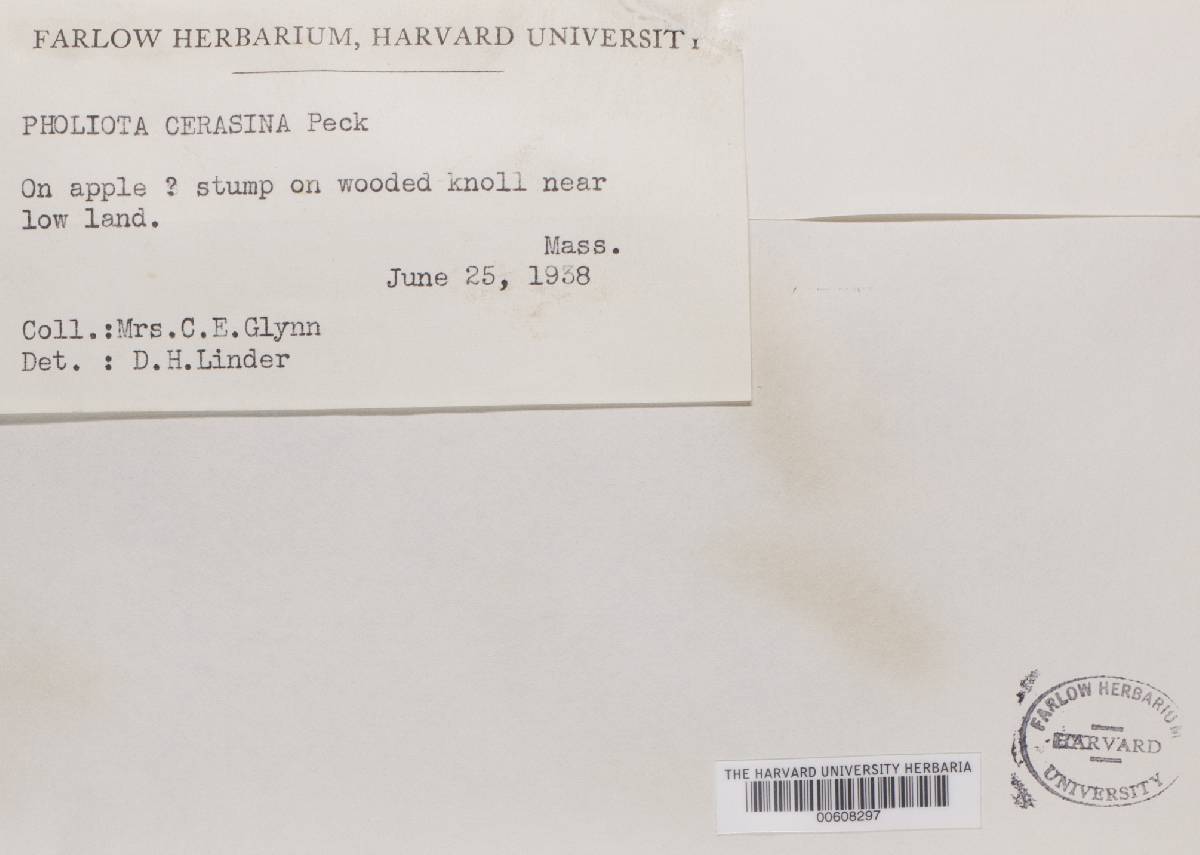 FARLOW HERBARIUM, HARVARD UNIVERSITY
PHOLIOTA CERASINA Peck
On apple ? stump on wooded knoll near
low land.
Mass.
June 25, 1938
Coll.:Mrs.C.E.Glynn
Det. : D.H.Linder
FARLOW HERBARIUM
HARVARD
UNIVERSITY
THE HARVARD UNIVERSITY HERBARIA
00608297